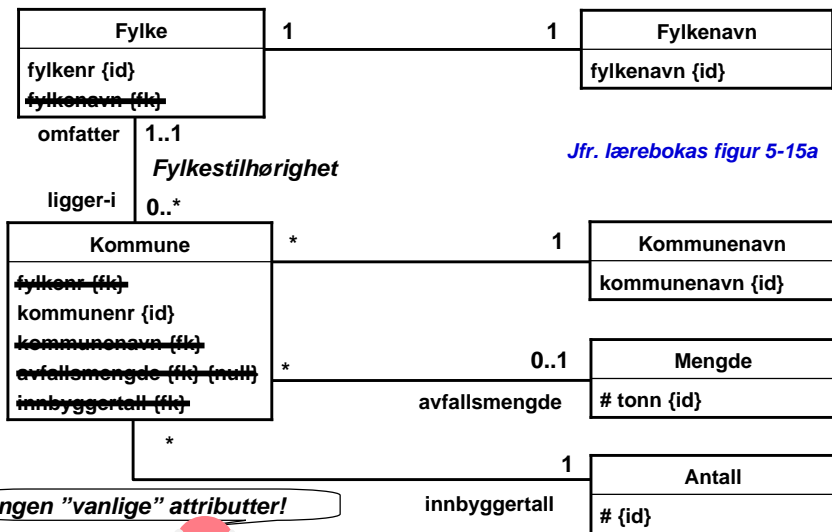 Fylke
fylkenr {id}
fylkenavn {fk}
1
1
Fylkenavn
fylkenavn {id}
omfatter
1..1
Fylkestilhørighet
Jfr. lærebokas figur 5-15a
ligger-i
0..*
Kommune
fylkenr {fk}
kommunenr {id}
kommunenavn {fk}
avfallsmengde {fk} {null}
innbyggertall {fk}
*
1
Kommunenavn
kommunenavn {id}
*
0..1
avfallsmengde
Mengde
# tonn {id}
*
1
innbyggertall
Antall
# {id}
ngen ”vanlige” attributter!